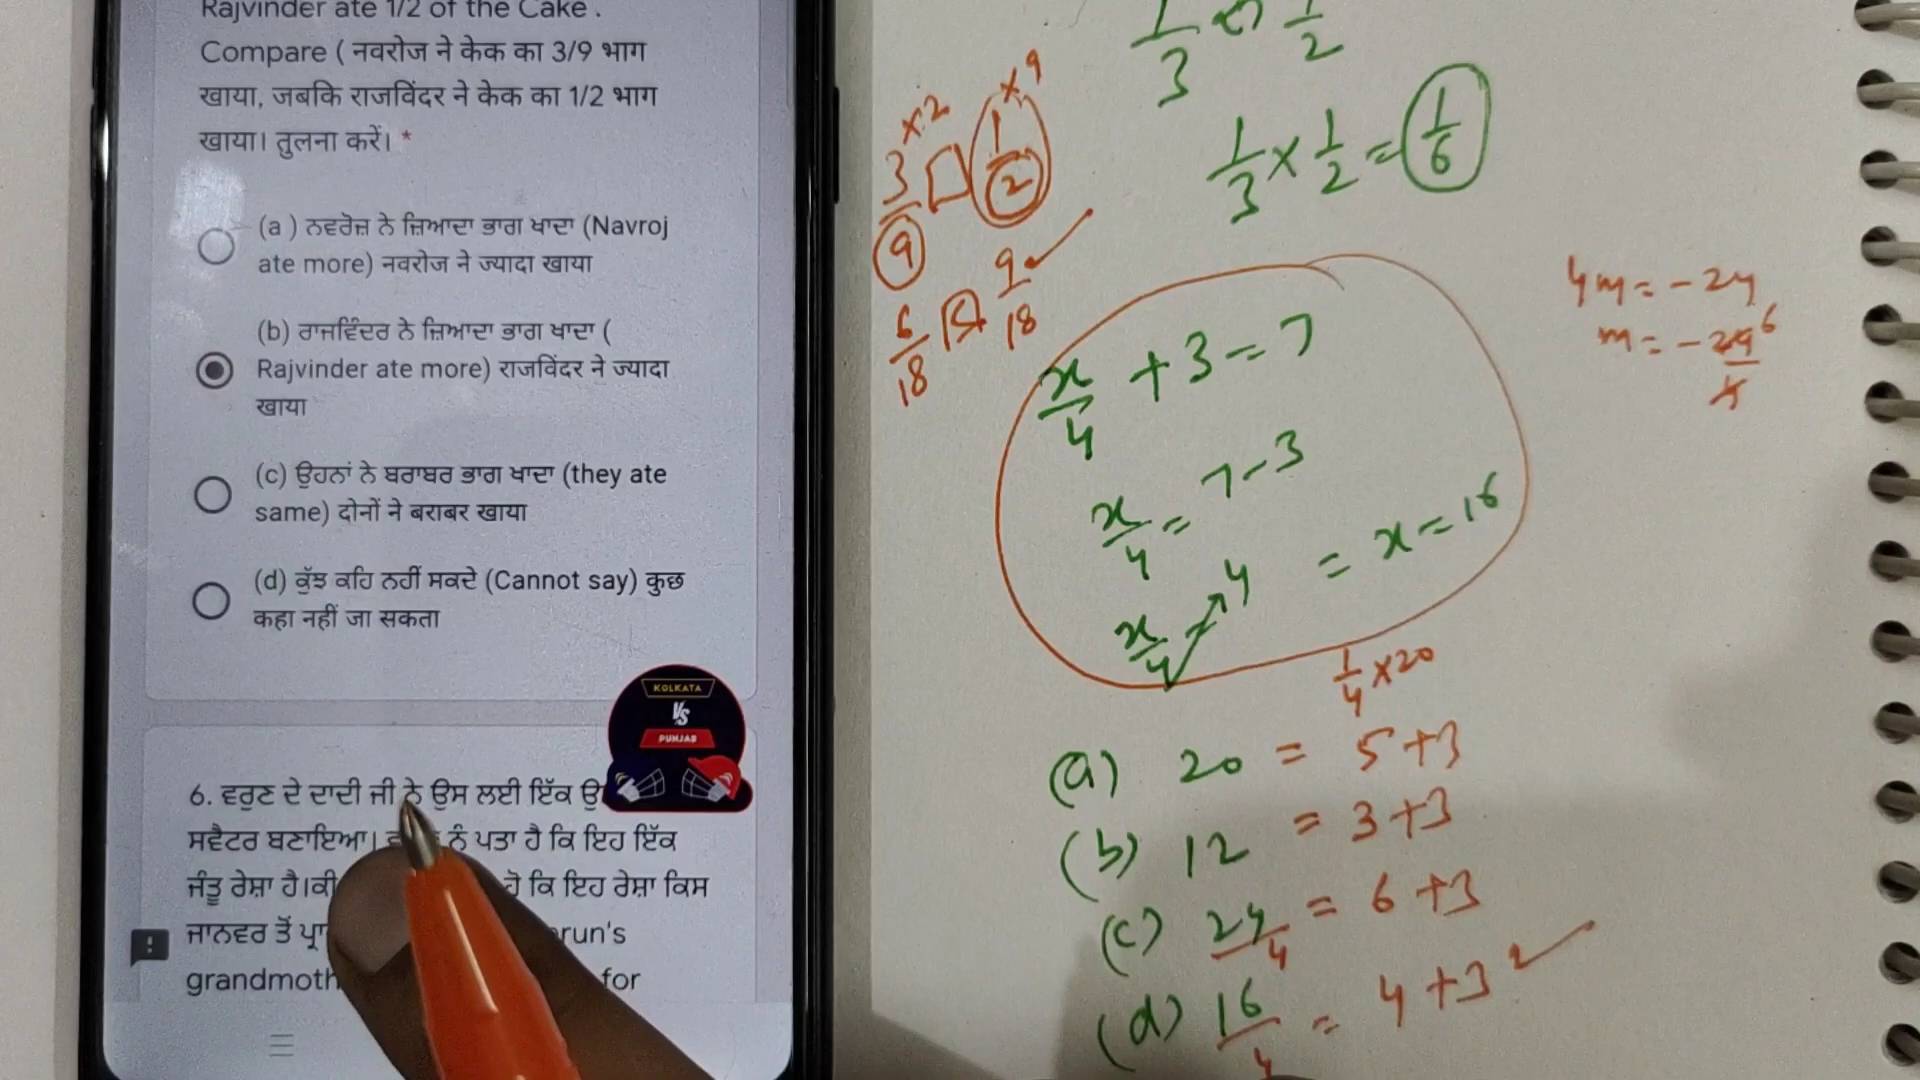 Rajvinder ate 1/2 of the Cake .
Compare ( नवरोज ने केक का 3/9 भाग
खाया, जबकि राजविंदर ने केक का 1/2 भाग
खाया। तुलना करें। *
(a ) ਨਵਰੋਜ਼ ਨੇ ਜ਼ਿਆਦਾ ਭਾਗ ਖਾਦਾ (Navroj
ate more) नवरोज ने ज्यादा खाया
(b) ਰਾਜਵਿੰਦਰ ਨੇ ਜ਼ਿਆਦਾ ਭਾਗ ਖਾਦਾ (
Rajvinder ate more) राजविंदर ने ज्यादा
खाया
(c) ਉਹਨਾਂ ਨੇ ਬਰਾਬਰ ਭਾਗ ਖਾਦਾ (they ate
same) दोनों ने बराबर खाया
(d) ਕੁੱਝ ਕਹਿ ਨਹੀਂ ਸਕਦੇ (Cannot say) कुछ
कहा नहीं जा सकता
KOLKATA
VS
PUNJAB
6. ਵਰੁਣ ਦੇ ਦਾਦੀ ਜੀ ਨੇ ਉਸ ਲਈ ਇੱਕ
ਸਵੈਟਰ ਬਣਾਇਆ। ਨੂੰ ਪਤਾ ਹੈ ਕਿ ਇਹ ਇੱਕ
ਜੰਤੂ ਰੇਸ਼ਾ ਹੈ। ਕਿ ਇਹ ਰੇਸ਼ਾ ਕਿਸ
ਜਾਨਵਰ ਤੋਂ
for
1/3 1/2
1/3 × 1/2 = 1/6
×2 ×9
3/9 1/2
6/18 < 9/18
x/4 + 3 = 7
x/4 = 7-3
x/4 = 4 = x = 16
4m = -24
m = -24/4 6
1/4 ×20
(a) 20 = 5+3
(b) 12 = 3+3
(c) 24/4 = 6+3
(d) 16/4 = 4+3